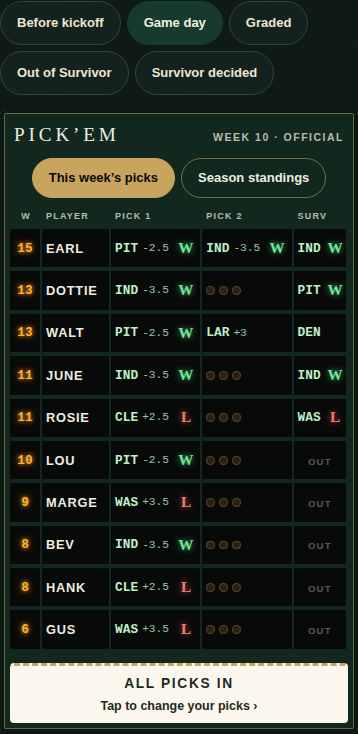 Before kickoff Game day Graded
Out of Survivor Survivor decided
PICK'EM WEEK 10 · OFFICIAL
This week's picks Season standings
W PLAYER PICK 1 PICK 2 SURV
15 EARL PIT -2.5 W IND -3.5 W IND W
13 DOTTIE IND -3.5 W PIT W
13 WALT PIT -2.5 W LAR +3 DEN
11 JUNE IND -3.5 W IND W
11 ROSIE CLE +2.5 L WAS L
10 LOU PIT -2.5 W OUT
9 MARGE WAS +3.5 L OUT
8 BEV IND -3.5 W OUT
8 HANK CLE +2.5 L OUT
6 GUS WAS +3.5 L OUT
ALL PICKS IN
Tap to change your picks ›